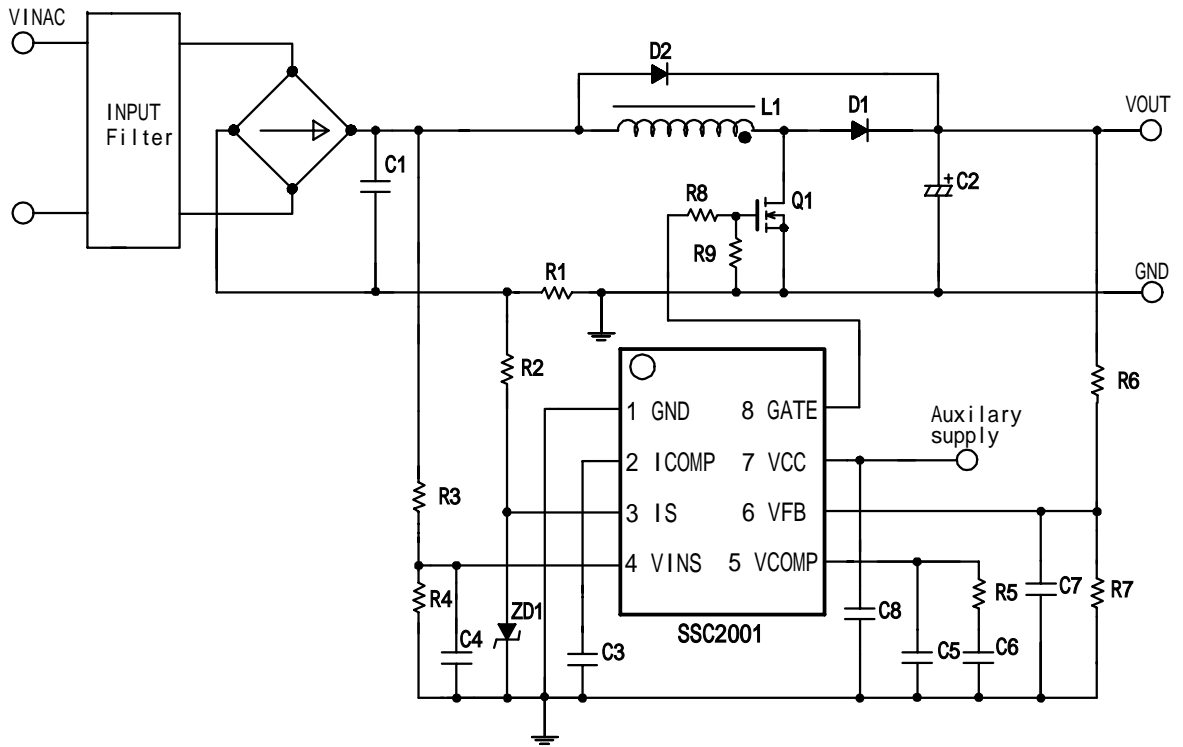 VINAC
INPUT
Filter
D2
L1
D1
VOUT
C1
C2
R8
Q1
R9
R1
GND
R2
R6
1 GND
8 GATE
Auxilary
supply
2 ICOMP
7 VCC
R3
3 IS
6 VFB
4 VINS
5 VCOMP
R4
ZD1
C4
C3
SSC2001
C8
C5
R5
C6
C7
R7
+